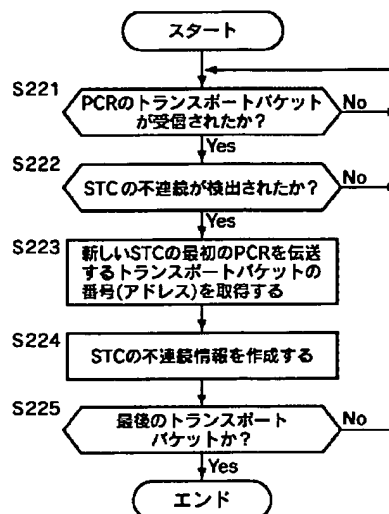 スタート
S221
PCRのトランスポートパケット
が受信されたか？
No
Yes
S222
STCの不連続が検出されたか？
No
Yes
S223
新しいSTCの最初のPCRを伝送
するトランスポートパケットの
番号(アドレス)を取得する
S224
STCの不連続情報を作成する
S225
最後のトランスポート
パケットか？
No
Yes
エンド